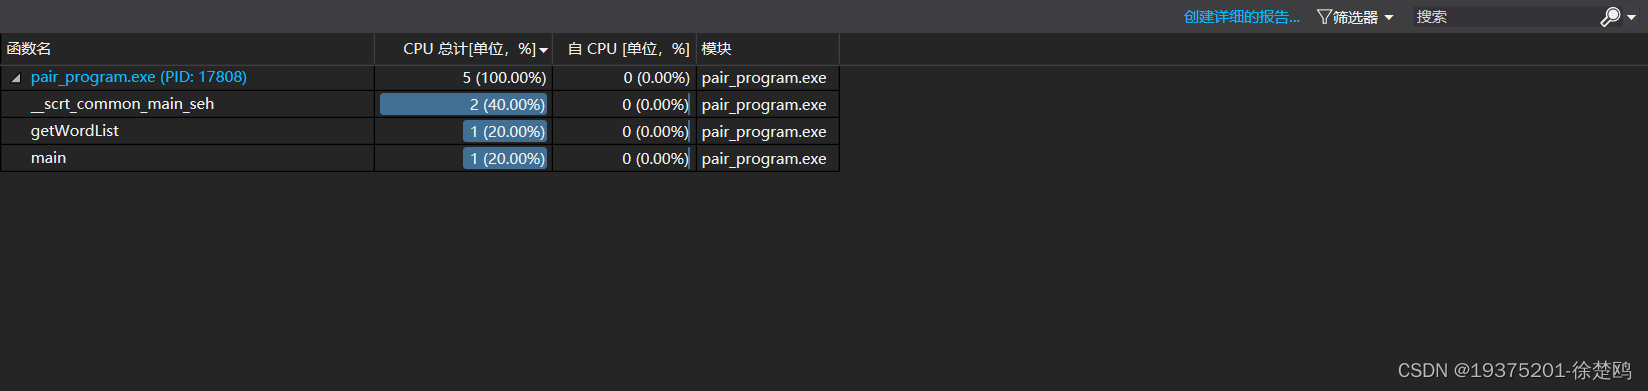 创建详细的报告... 筛选器 搜索
函数名 CPU 总计[单位，%] 自 CPU [单位，%] 模块
pair_program.exe (PID: 17808) 5 (100.00%) 0 (0.00%) pair_program.exe
__scrt_common_main_seh 2 (40.00%) 0 (0.00%) pair_program.exe
getWordList 1 (20.00%) 0 (0.00%) pair_program.exe
main 1 (20.00%) 0 (0.00%) pair_program.exe
CSDN @19375201-徐楚鸥